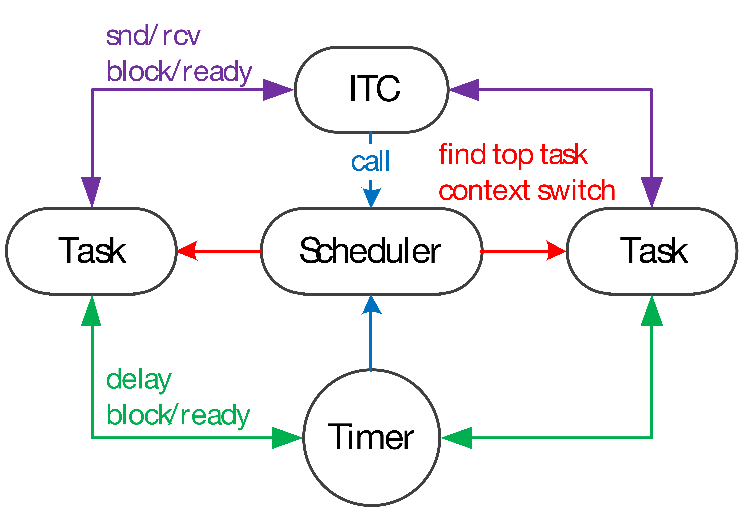 snd/rcv
block/ready
ITC
call
find top task
context switch
Task
Scheduler
Task
delay
block/ready
Timer